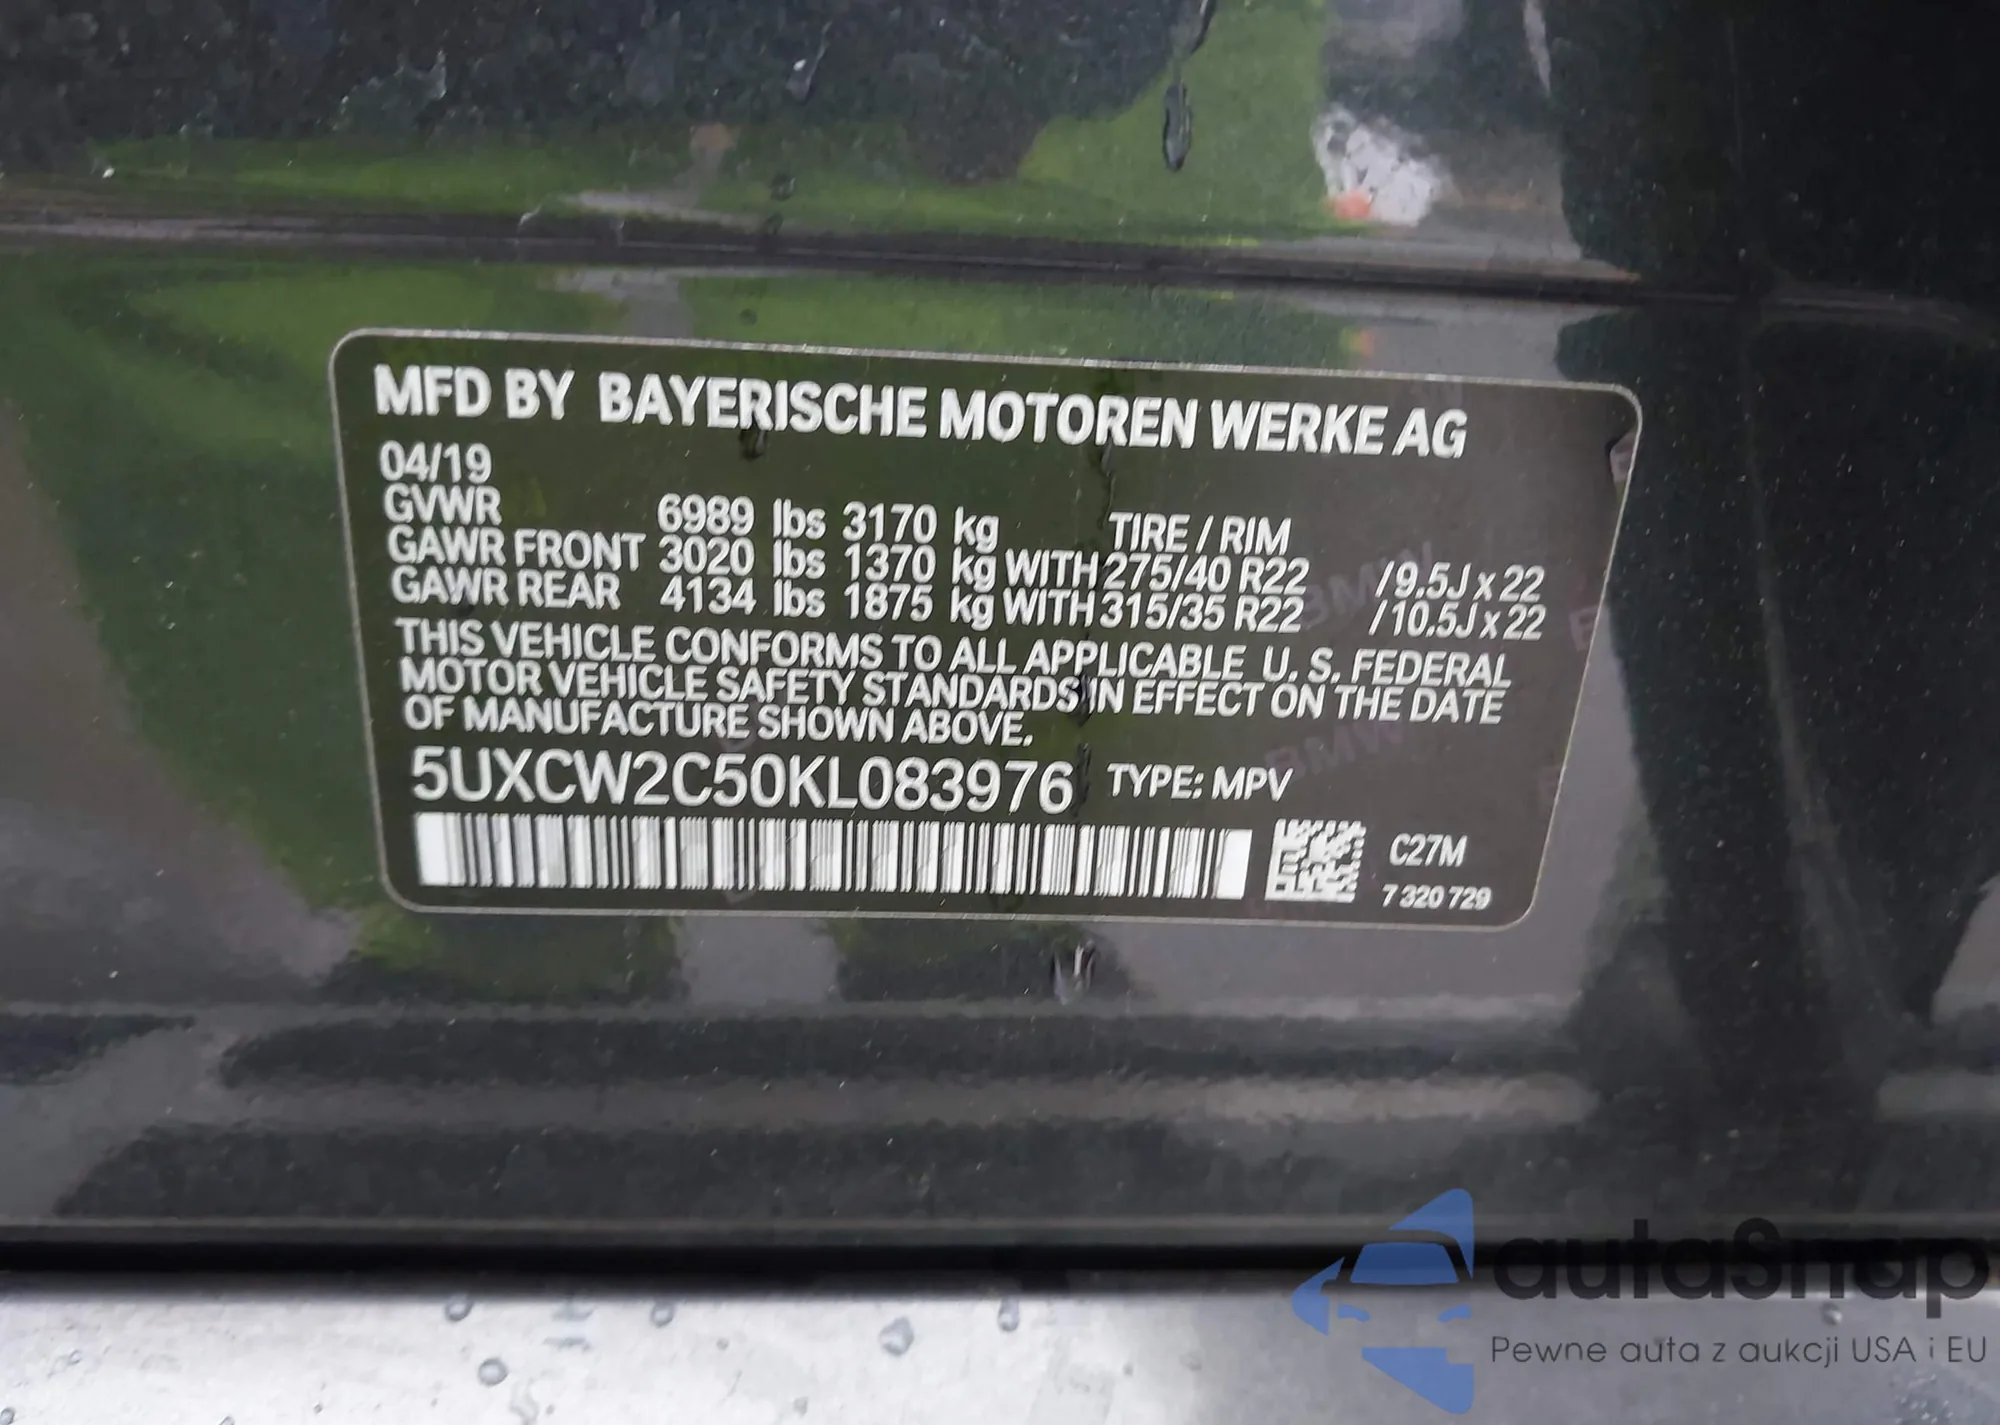 MFD BY BAYERISCHE MOTOREN WERKE AG
04/19
GVWR 6989 lbs 3170 kg TIRE / RIM
GAWR FRONT 3020 lbs 1370 kg WITH 275/40 R22 /9.5J x 22
GAWR REAR 4134 lbs 1875 kg WITH 315/35 R22 /10.5J x 22
THIS VEHICLE CONFORMS TO ALL APPLICABLE U. S. FEDERAL
MOTOR VEHICLE SAFETY STANDARDS IN EFFECT ON THE DATE
OF MANUFACTURE SHOWN ABOVE.
5UXCW2C50KL083976 TYPE: MPV
C27M
7 320 729
autosnap
Pewne auta z aukcji USA i EU